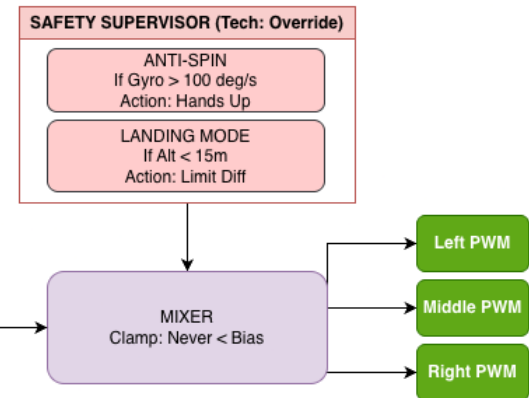 SAFETY SUPERVISOR (Tech: Override)
ANTI-SPIN
If Gyro > 100 deg/s
Action: Hands Up
LANDING MODE
If Alt < 15m
Action: Limit Diff
MIXER
Clamp: Never < Bias
Left PWM
Middle PWM
Right PWM